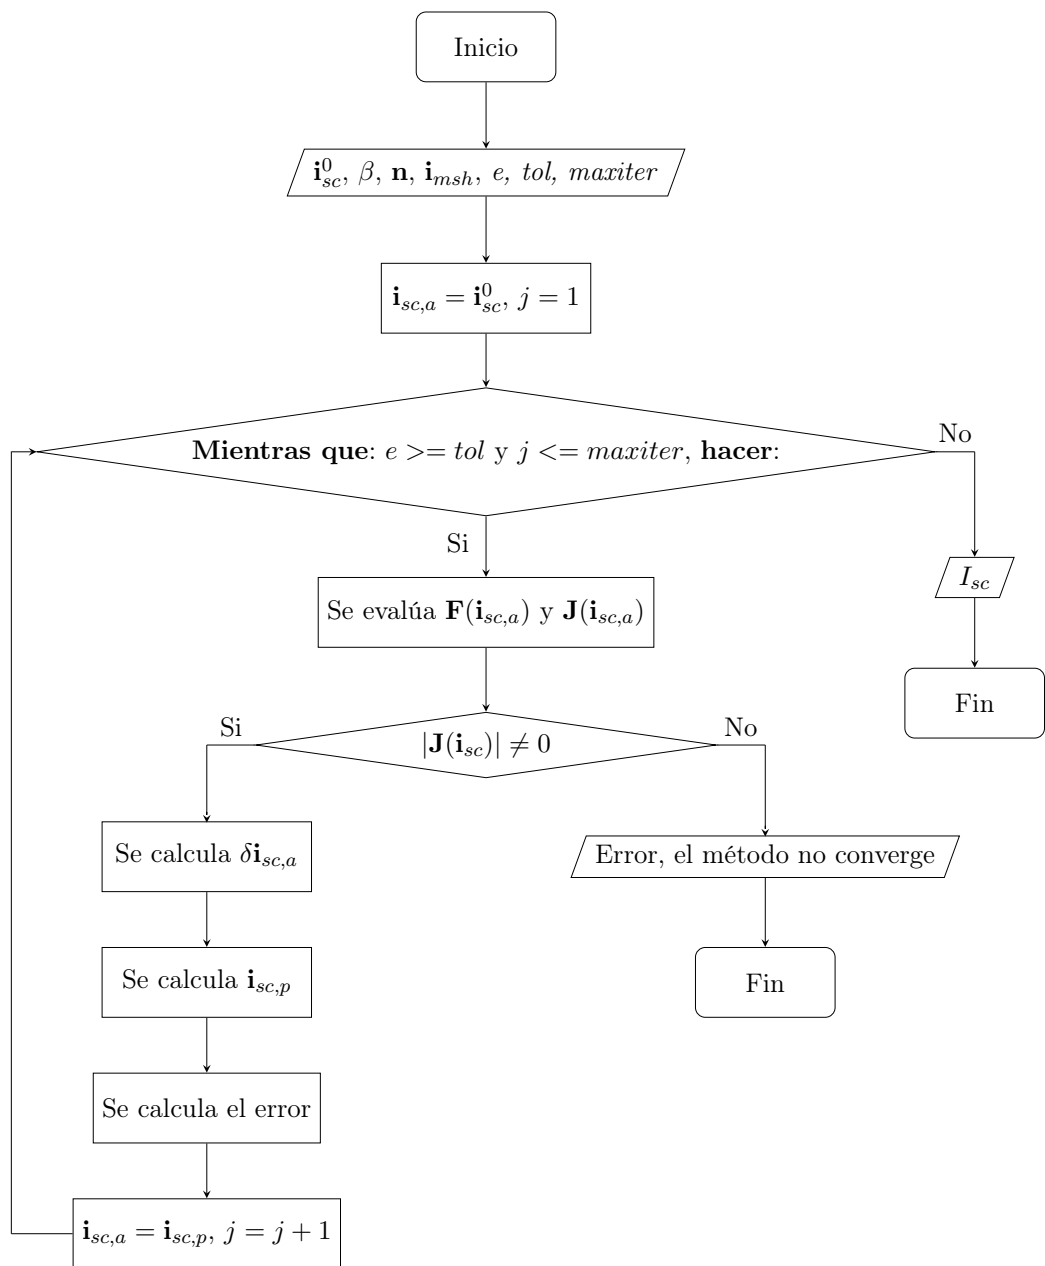 Inicio
i⁰_sc, β, n, i_msh, e, tol, maxiter
i_sc,a = i⁰_sc, j = 1
Mientras que: e >= tol y j <= maxiter, hacer:
No
Si
I_sc
Se evalúa F(i_sc,a) y J(i_sc,a)
Fin
Si
No
|J(i_sc)| ≠ 0
Se calcula δi_sc,a
Error, el método no converge
Se calcula i_sc,p
Fin
Se calcula el error
i_sc,a = i_sc,p, j = j + 1